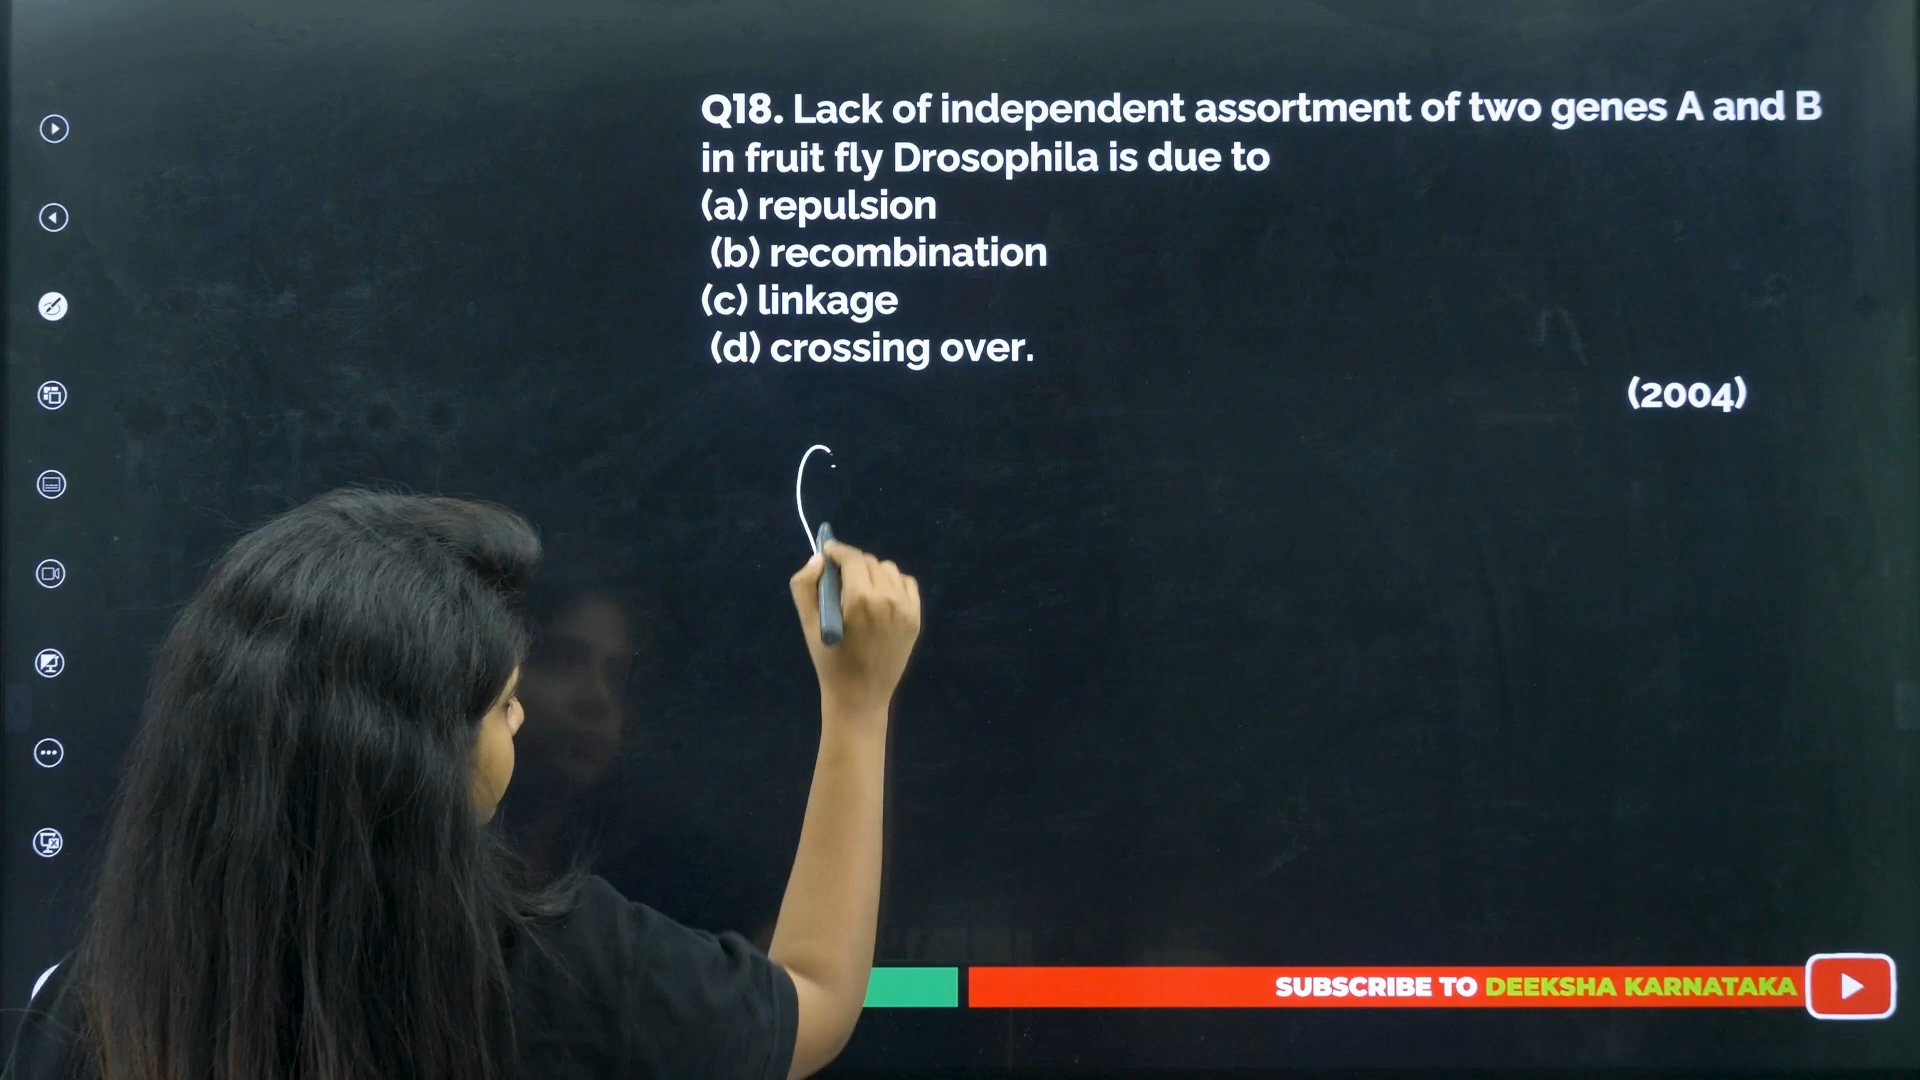 Q18. Lack of independent assortment of two genes A and B
in fruit fly Drosophila is due to
(a) repulsion
(b) recombination
(c) linkage
(d) crossing over.
(2004)
SUBSCRIBE TO DEEKSHA KARNATAKA